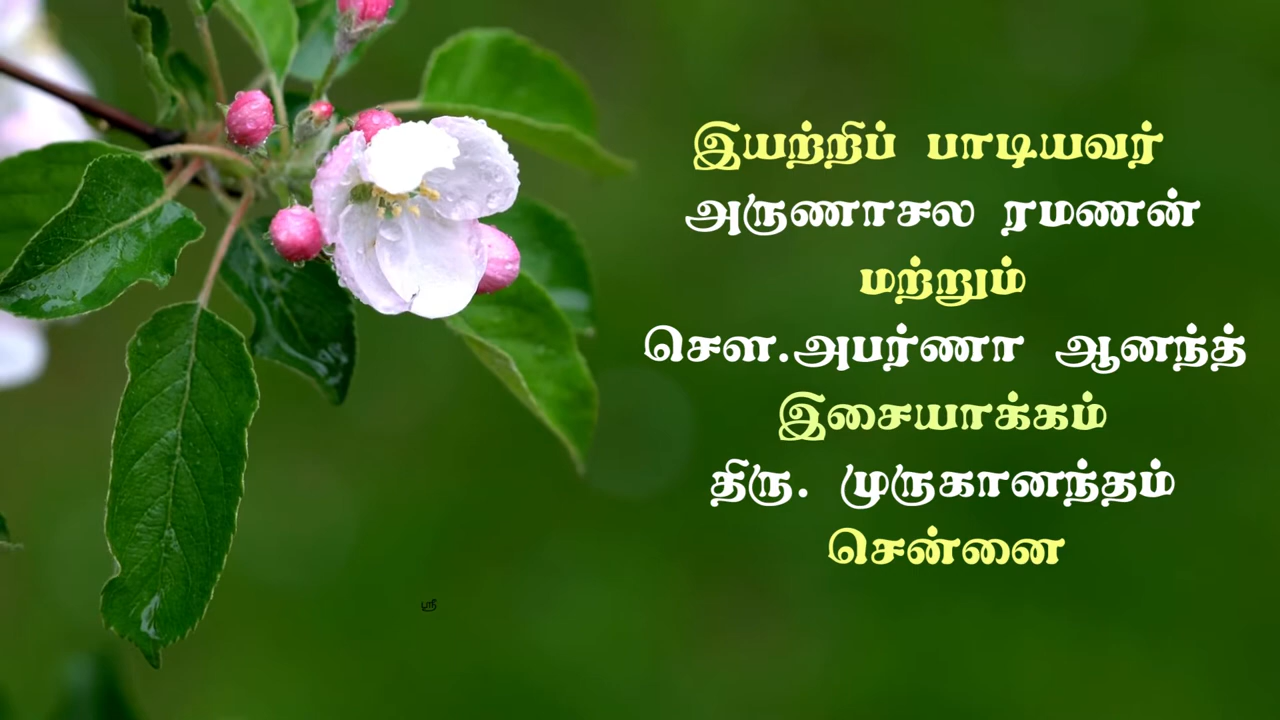 இயற்றிப் பாடியவர்
அருணாசல ரமணன்
மற்றும்
சௌ.அபர்ணா ஆனந்த்
இசையாக்கம்
திரு. முருகானந்தம்
சென்னை
ஸ்ரீ